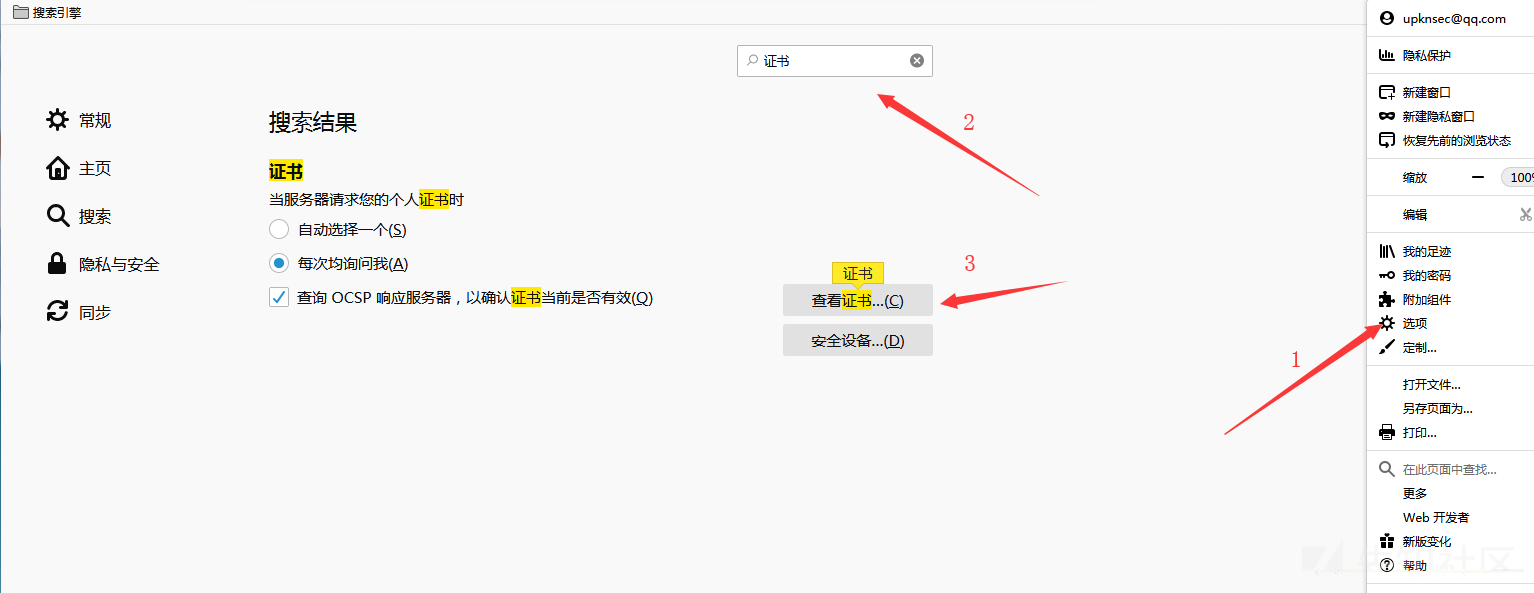 搜索引擎
证书
2
常规
主页
搜索
隐私与安全
同步
搜索结果
证书
当服务器请求您的个人证书时
自动选择一个(S)
每次均询问我(A)
查询 OCSP 响应服务器，以确认证书当前是否有效(Q)
证书
3
查看证书...(C)
安全设备...(D)
1
upknsec@qq.com
隐私保护
新建窗口
新建隐私窗口
恢复先前的浏览状态
缩放
100%
编辑
我的足迹
我的密码
附加组件
选项
定制...
打开文件...
另存页面为...
打印...
在此页面中查找...
更多
Web 开发者
新版变化
帮助
社区